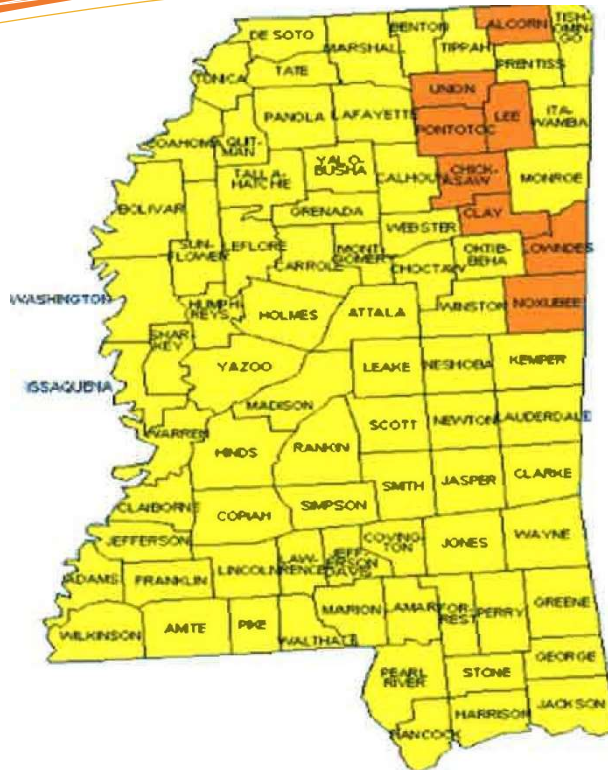 ALCORN
TISH-
OMIN-
GO
BENTON
DE SOTO
MARSHAL
TIPPAH
PRENTISS
TUNICA
TATE
UNION
LEE
ITA-
WAMBA
PANOLA
LAFAYETTE
PONTOTOC
COAHOMA
QUIT-
MAN
YALO-
BUSHA
TALLA-
HATCHIE
CALHOUN
CHICK-
ASAW
MONROE
BOLIVAR
GRENADA
CLAY
WEBSTER
SUN-
FLOWER
LEFLORE
MONT-
GOMERY
CARROLL
CHOCTAW
OKTIB-
BEHA
LOWNDES
WASHINGTON
HUMPH-
REYS
HOLMES
ATTALA
WINSTON
NOXUBEE
SHAR-
KEY
YAZOO
LEAKE
NESHOBA
KEMPER
ISSAQUENA
MADISON
WARREN
SCOTT
NEWTON
LAUDERDALE
HINDS
RANKIN
SMITH
JASPER
CLARKE
CLAIBORNE
COPIAH
SIMPSON
JEFFERSON
COVING-
TON
JONES
WAYNE
LINCOLN
LAW-
RENCE
JEFF-
ERSON
DAVIS
ADAMS
FRANKLIN
MARION
LAMAR
FOR-
REST
PERRY
GREENE
WILKINSON
AMITE
PIKE
WALTHALL
PEARL
RIVER
STONE
GEORGE
HARRISON
JACKSON
HANCOCK